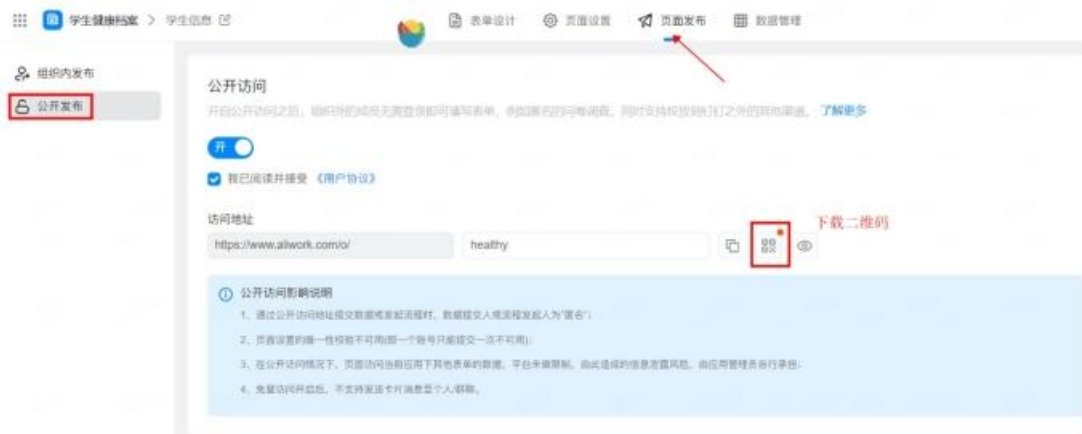 学生健康档案 > 学生信息
表单设计 页面设置 页面发布 数据管理
组织内发布
公开发布
公开访问
开启公开访问之后，组织外的成员无需登录即可填写表单，例如匿名的问卷调查，同时支持投放到钉钉之外的其他渠道。 了解更多
开
我已阅读并接受 《用户协议》
访问地址
下载二维码
https://www.aliwork.com/o/ healthy
公开访问影响说明
1、通过公开访问地址提交数据或发起流程时，数据提交人或流程发起人为“匿名”；
2、页面设置的唯一性校验不可用(即一个账号只能提交一次不可用)；
3、在公开访问情况下，页面访问当前应用下其他表单的数据，平台未做限制，由此造成的信息泄露风险，由应用管理员自行承担；
4、免登访问开启后，不支持发送卡片消息至个人/群聊。